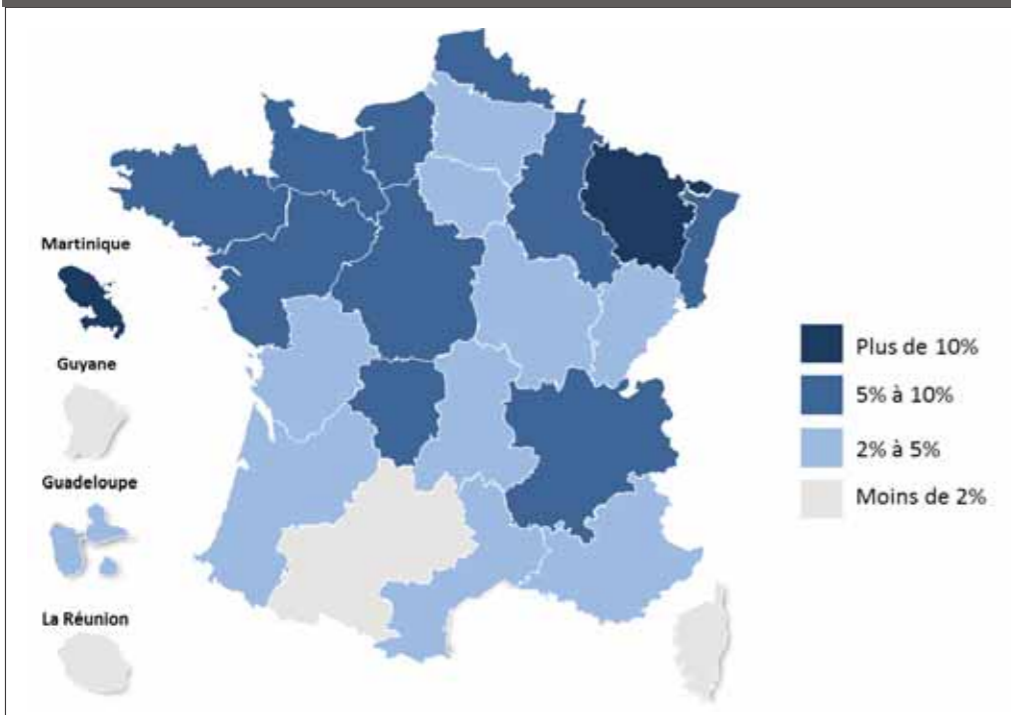 Martinique
Guyane
Guadeloupe
La Réunion
Plus de 10%
5% à 10%
2% à 5%
Moins de 2%